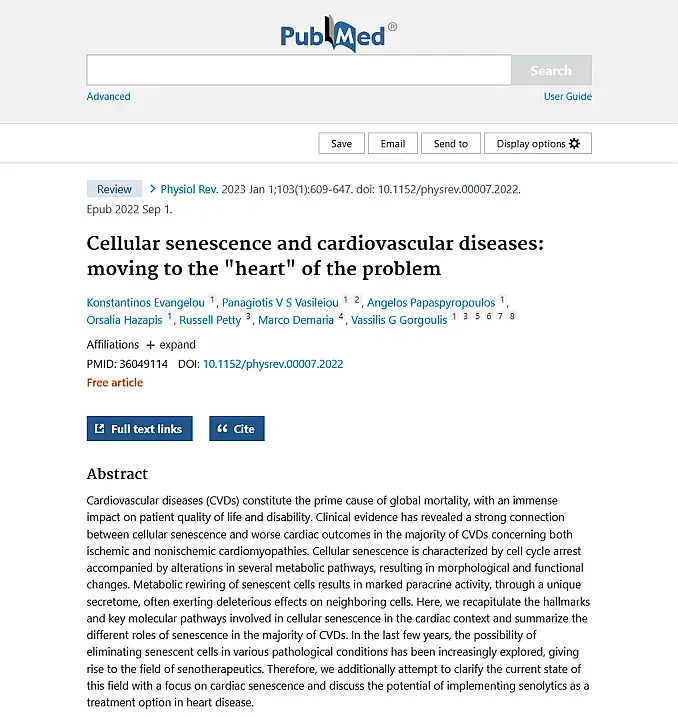 PubMed®
Search
Advanced
User Guide
Save
Email
Send to
Display options
Review
Physiol Rev. 2023 Jan 1;103(1):609-647. doi: 10.1152/physrev.00007.2022.
Epub 2022 Sep 1.
Cellular senescence and cardiovascular diseases:
moving to the "heart" of the problem
Konstantinos Evangelou 1, Panagiotis V S Vasileiou 1 2, Angelos Papaspyropoulos 1,
Orsalia Hazapis 1, Russell Petty 3, Marco Demaria 4, Vassilis G Gorgoulis 1 3 5 6 7 8
Affiliations + expand
PMID: 36049114 DOI: 10.1152/physrev.00007.2022
Free article
Full text links
Cite
Abstract
Cardiovascular diseases (CVDs) constitute the prime cause of global mortality, with an immense
impact on patient quality of life and disability. Clinical evidence has revealed a strong connection
between cellular senescence and worse cardiac outcomes in the majority of CVDs concerning both
ischemic and nonischemic cardiomyopathies. Cellular senescence is characterized by cell cycle arrest
accompanied by alterations in several metabolic pathways, resulting in morphological and functional
changes. Metabolic rewiring of senescent cells results in marked paracrine activity, through a unique
secretome, often exerting deleterious effects on neighboring cells. Here, we recapitulate the hallmarks
and key molecular pathways involved in cellular senescence in the cardiac context and summarize the
different roles of senescence in the majority of CVDs. In the last few years, the possibility of
eliminating senescent cells in various pathological conditions has been increasingly explored, giving
rise to the field of senotherapeutics. Therefore, we additionally attempt to clarify the current state of
this field with a focus on cardiac senescence and discuss the potential of implementing senolytics as a
treatment option in heart disease.